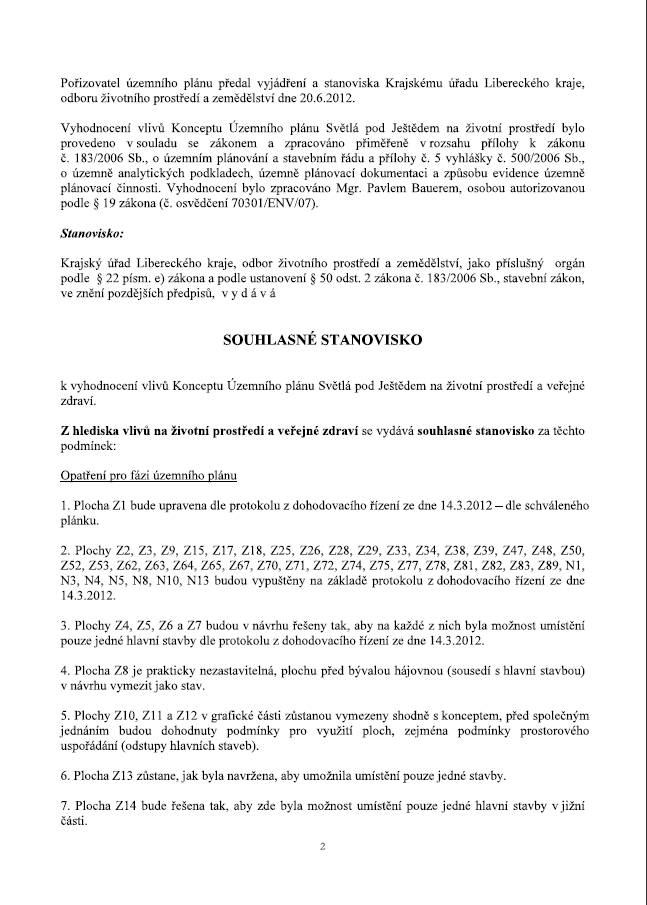 Pořizovatel územního plánu předal vyjádření a stanoviska Krajskému úřadu Libereckého kraje,
odboru životního prostředí a zemědělství dne 20.6.2012.
Vyhodnocení vlivů Konceptu Územního plánu Světlá pod Ještědem na životní prostředí bylo
provedeno v souladu se zákonem a zpracováno přiměřeně v rozsahu přílohy k zákonu
č. 183/2006 Sb., o územním plánování a stavebním řádu a přílohy č. 5 vyhlášky č. 500/2006 Sb.,
o územně analytických podkladech, územně plánovací dokumentaci a způsobu evidence územně
plánovací činnosti. Vyhodnocení bylo zpracováno Mgr. Pavlem Bauerem, osobou autorizovanou
podle § 19 zákona (č. osvědčení 70301/ENV/07).
Stanovisko:
Krajský úřad Libereckého kraje, odbor životního prostředí a zemědělství, jako příslušný orgán
podle § 22 písm. e) zákona a podle ustanovení § 50 odst. 2 zákona č. 183/2006 Sb., stavební zákon,
ve znění pozdějších předpisů, v y d á v á
SOUHLASNÉ STANOVISKO
k vyhodnocení vlivů Konceptu Územního plánu Světlá pod Ještědem na životní prostředí a veřejné
zdraví.
Z hlediska vlivů na životní prostředí a veřejné zdraví se vydává souhlasné stanovisko za těchto
podmínek:
Opatření pro fázi územního plánu
1. Plocha Z1 bude upravena dle protokolu z dohodovacího řízení ze dne 14.3.2012 – dle schváleného
plánku.
2. Plochy Z2, Z3, Z9, Z15, Z17, Z18, Z25, Z26, Z28, Z29, Z33, Z34, Z38, Z39, Z47, Z48, Z50,
Z52, Z53, Z62, Z63, Z64, Z65, Z67, Z70, Z71, Z72, Z74, Z75, Z77, Z78, Z81, Z82, Z83, Z89, N1,
N3, N4, N5, N8, N10, N13 budou vypuštěny na základě protokolu z dohodovacího řízení ze dne
14.3.2012.
3. Plochy Z4, Z5, Z6 a Z7 budou v návrhu řešeny tak, aby na každé z nich byla možnost umístění
pouze jedné hlavní stavby dle protokolu z dohodovacího řízení ze dne 14.3.2012.
4. Plocha Z8 je prakticky nezastavitelná, plochu před bývalou hájovnou (sousedí s hlavní stavbou)
v návrhu vymezit jako stav.
5. Plochy Z10, Z11 a Z12 v grafické části zůstanou vymezeny shodně s konceptem, před společným
jednáním budou dohodnuty podmínky pro využití ploch, zejména podmínky prostorového
uspořádání (odstupy hlavních staveb).
6. Plocha Z13 zůstane, jak byla navržena, aby umožnila umístění pouze jedné stavby.
7. Plocha Z14 bude řešena tak, aby zde byla možnost umístění pouze jedné hlavní stavby v jižní
části.
2